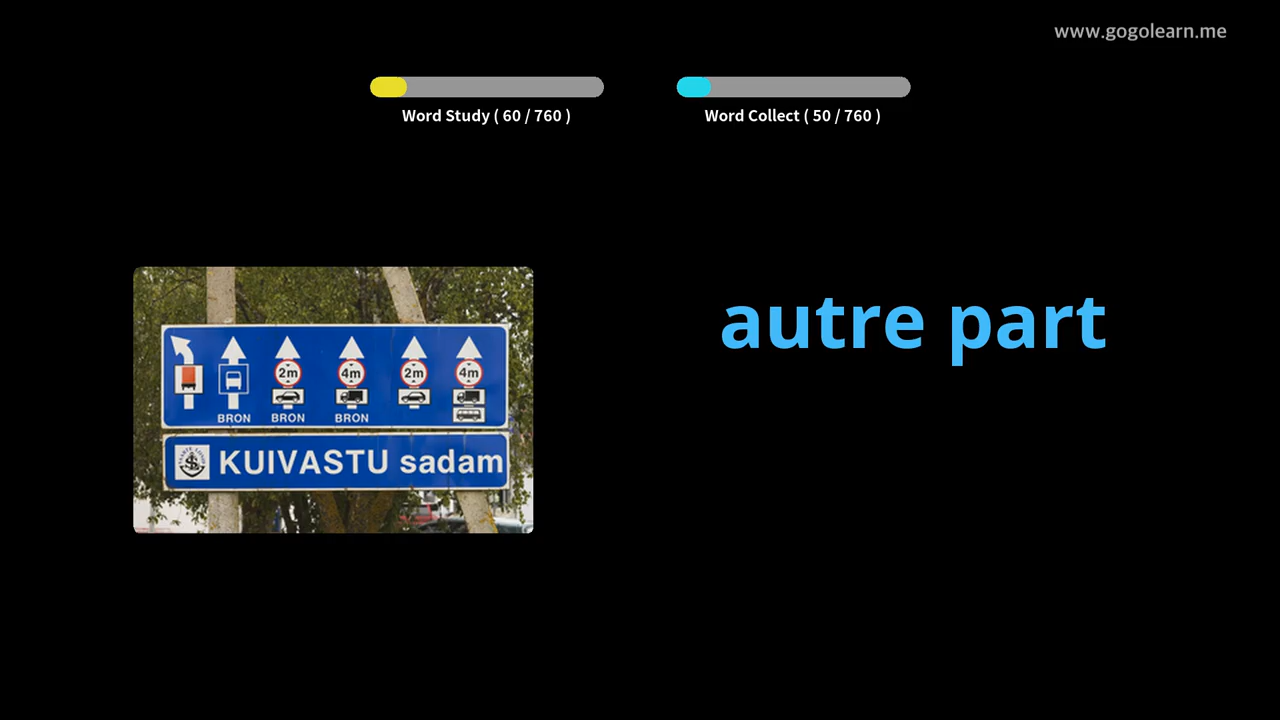 www.gogolearn.me
Word Study ( 60 / 760 )
Word Collect ( 50 / 760 )
autre part
2m 4m 2m 4m
BRON BRON BRON
KUIVASTU sadam